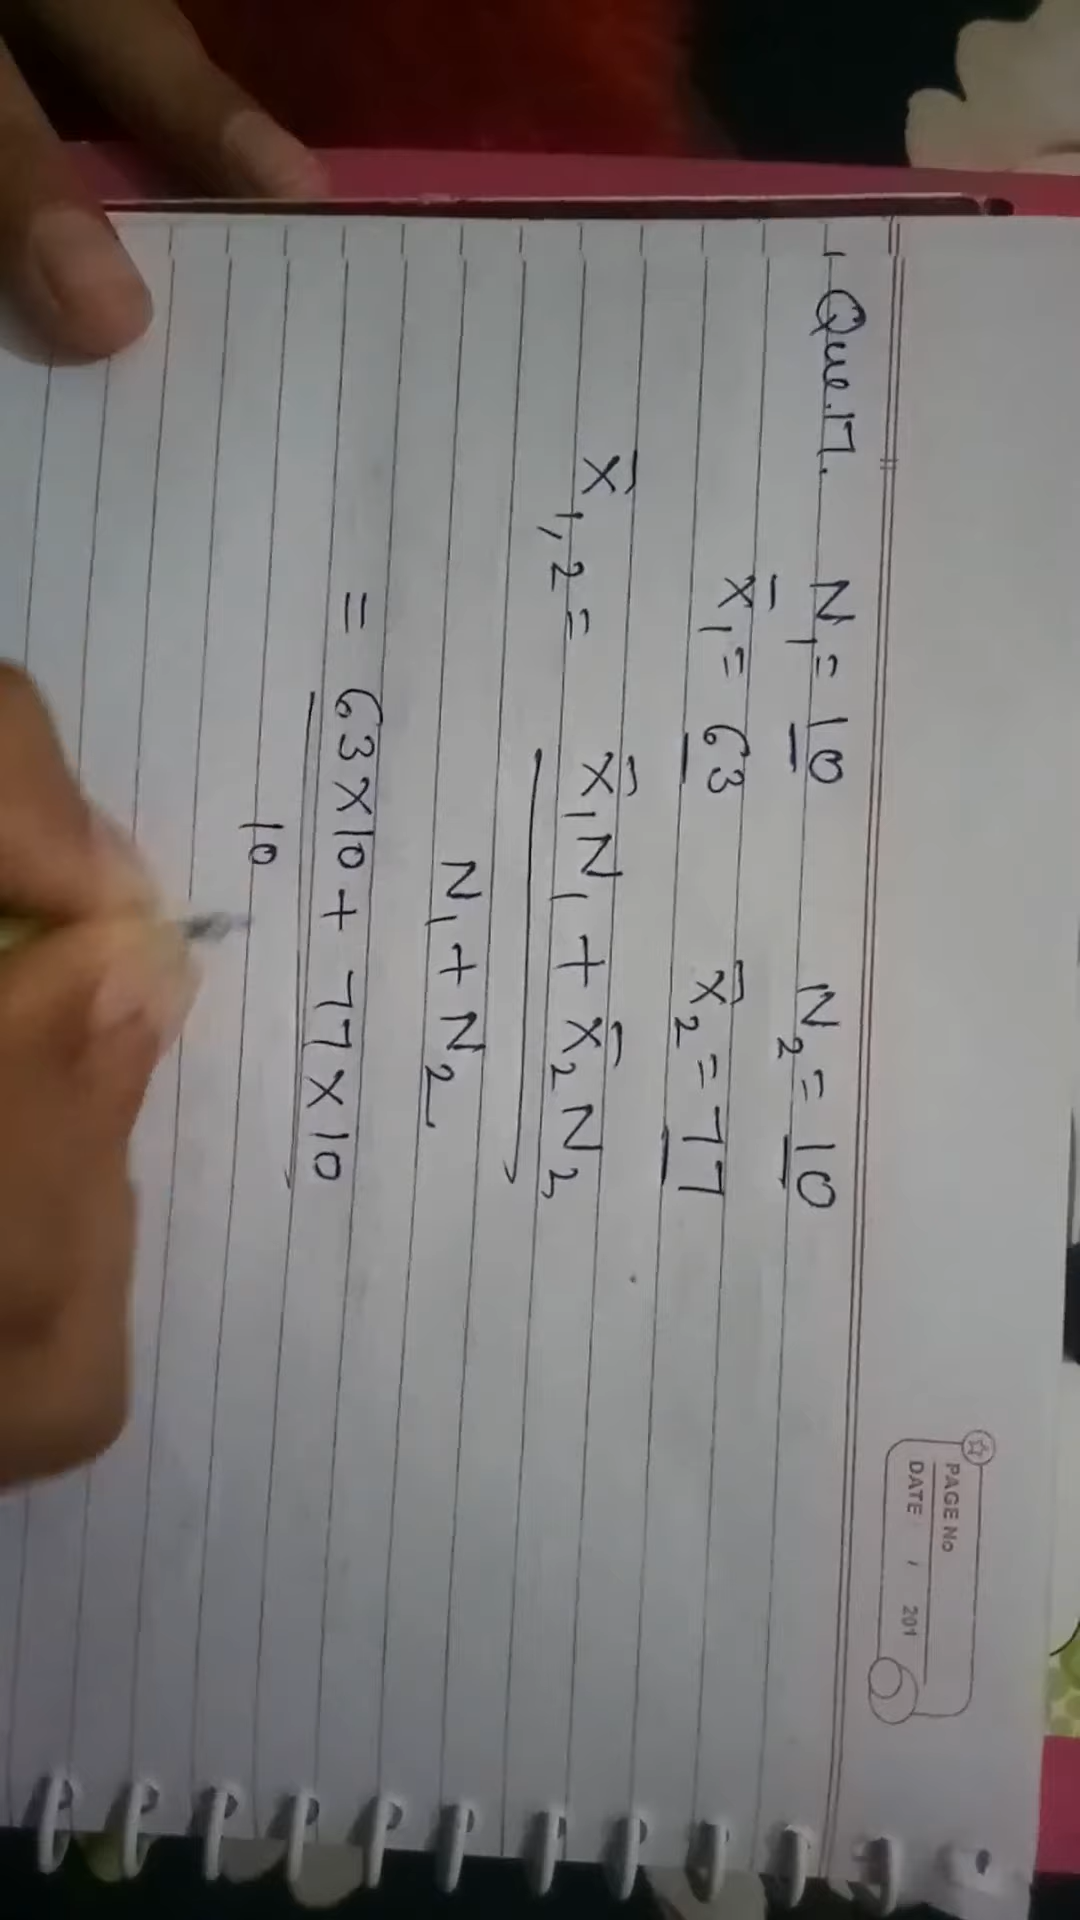 PAGE No
DATE / 201
Que.17. N₁ = 10 N₂ = 10
X̄₁ = 63 X̄₂ = 77
X̄₁,₂ = X̄₁N₁ + X̄₂N₂
N₁ + N₂
= 63×10 + 77×10
10